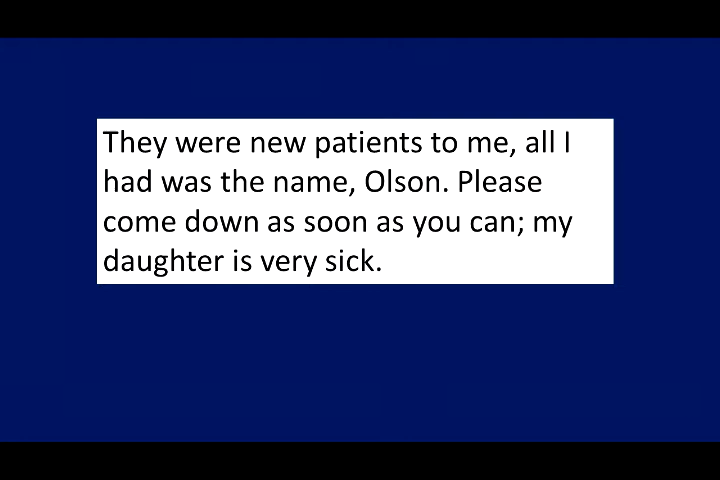 They were new patients to me, all I
had was the name, Olson. Please
come down as soon as you can; my
daughter is very sick.